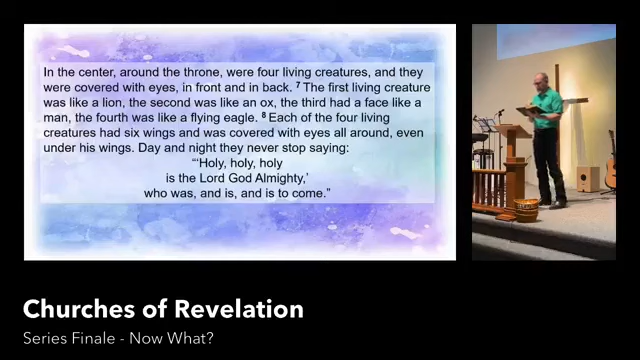 In the center, around the throne, were four living creatures, and they
were covered with eyes, in front and in back. 7 The first living creature
was like a lion, the second was like an ox, the third had a face like a
man, the fourth was like a flying eagle. 8 Each of the four living
creatures had six wings and was covered with eyes all around, even
under his wings. Day and night they never stop saying:
“‘Holy, holy, holy
is the Lord God Almighty,’
who was, and is, and is to come.”
Churches of Revelation
Series Finale - Now What?